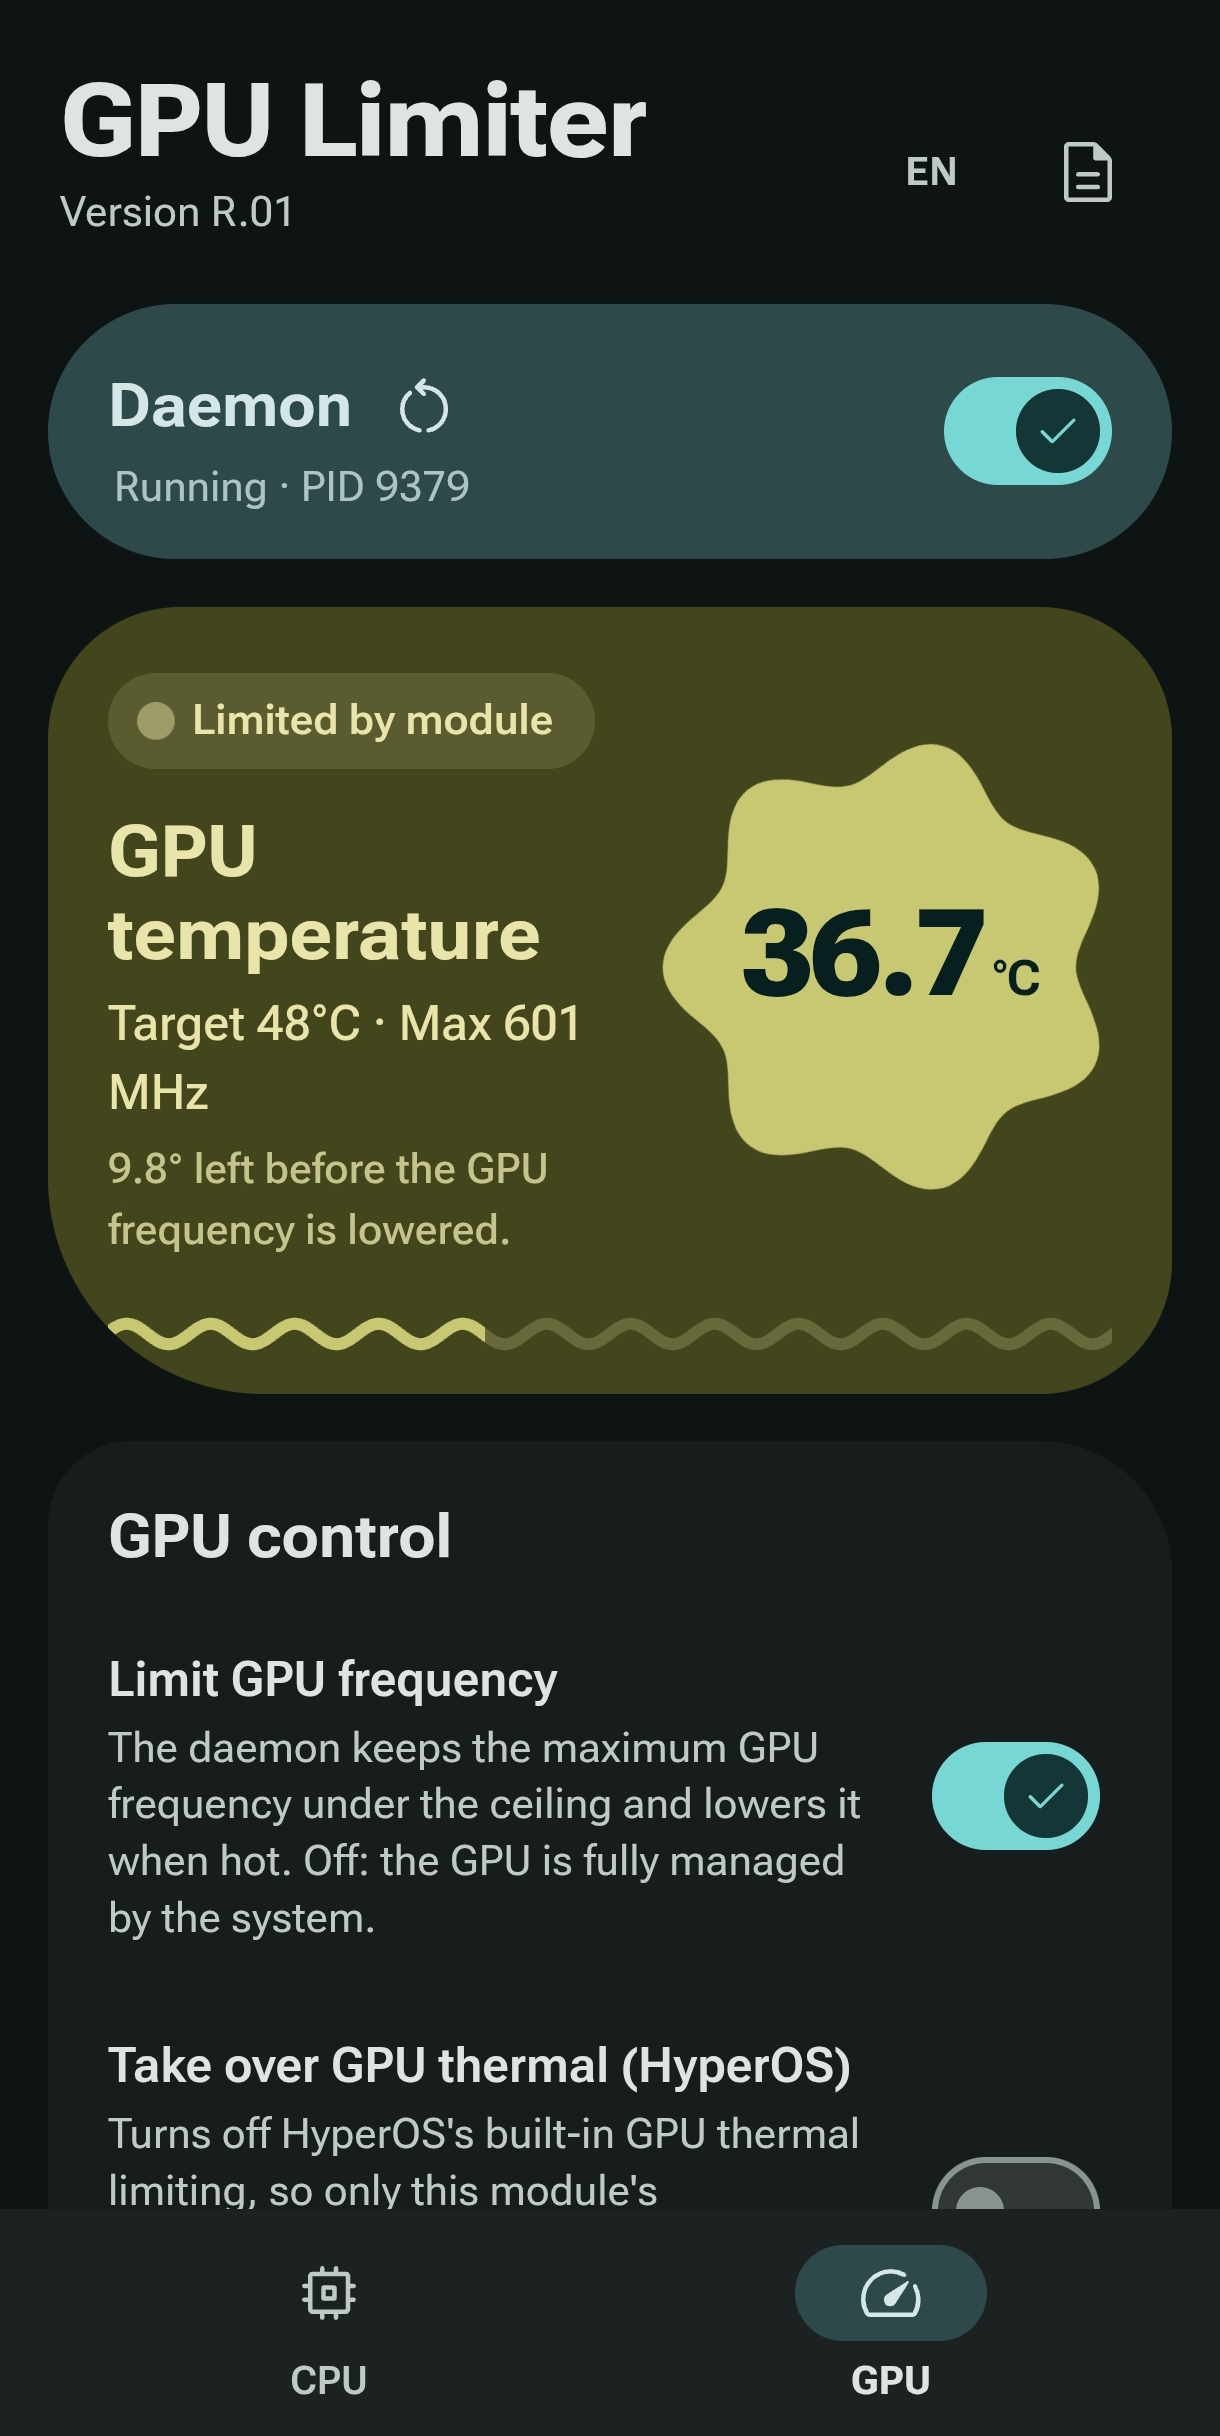 GPU Limiter
Version R.01
EN
Daemon
Running · PID 9379
Limited by module
GPU
temperature
Target 48°C · Max 601
MHz
9.8° left before the GPU
frequency is lowered.
36.7 °C
GPU control
Limit GPU frequency
The daemon keeps the maximum GPU
frequency under the ceiling and lowers it
when hot. Off: the GPU is fully managed
by the system.
Take over GPU thermal (HyperOS)
Turns off HyperOS's built-in GPU thermal
limiting, so only this module's
CPU
GPU